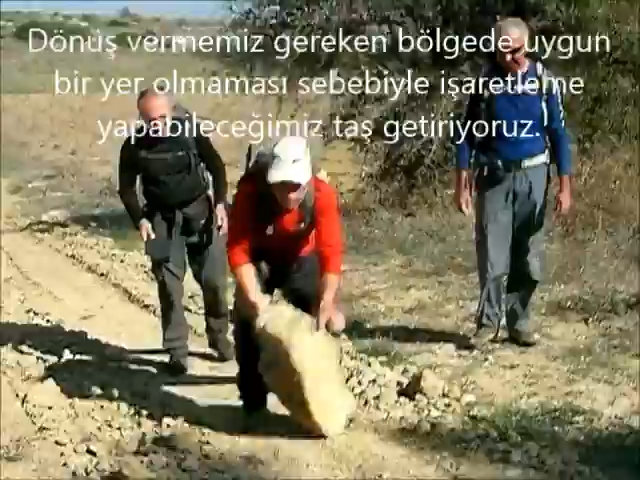 Dönüş vermemiz gereken bölgede uygun
bir yer olmaması sebebiyle işaretleme
yapabileceğimiz taş getiriyoruz.